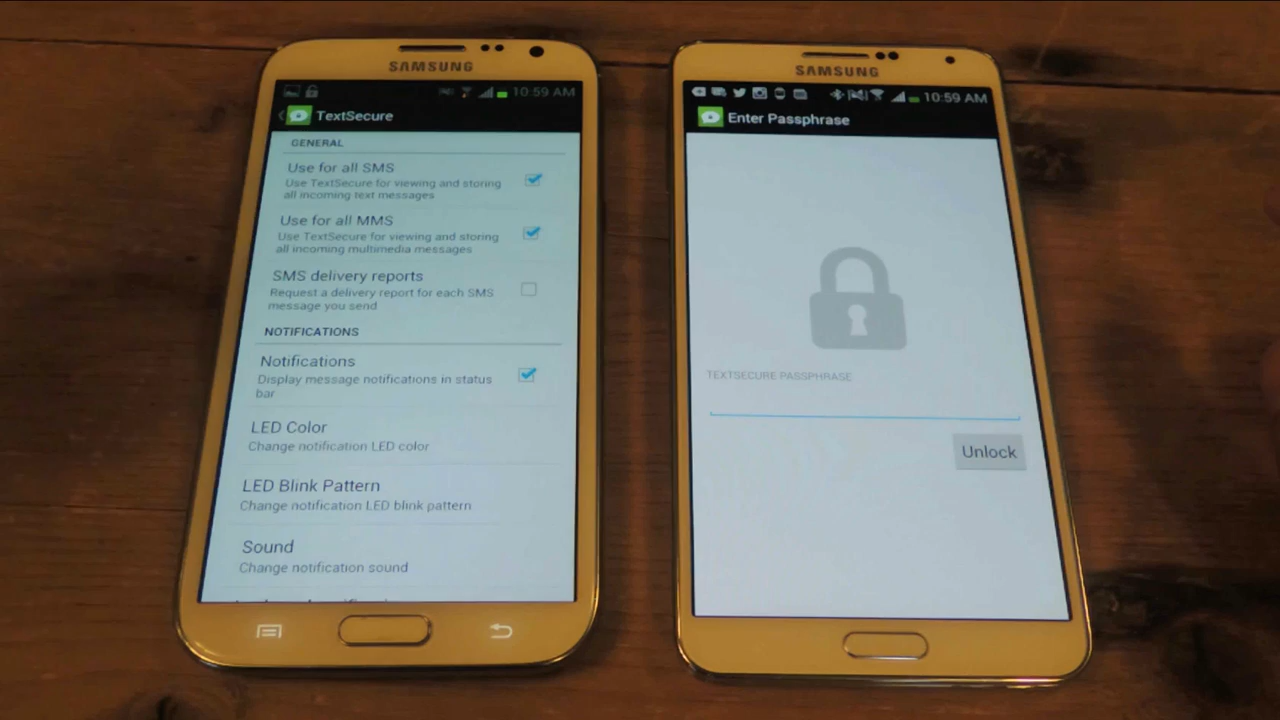 SAMSUNG
10:59 AM
TextSecure
GENERAL
Use for all SMS
Use TextSecure for viewing and storing
all incoming text messages
Use for all MMS
Use TextSecure for viewing and storing
all incoming multimedia messages
SMS delivery reports
Request a delivery report for each SMS
message you send
NOTIFICATIONS
Notifications
Display message notifications in status
bar
LED Color
Change notification LED color
LED Blink Pattern
Change notification LED blink pattern
Sound
Change notification sound
SAMSUNG
10:59 AM
Enter Passphrase
TEXTSECURE PASSPHRASE
Unlock